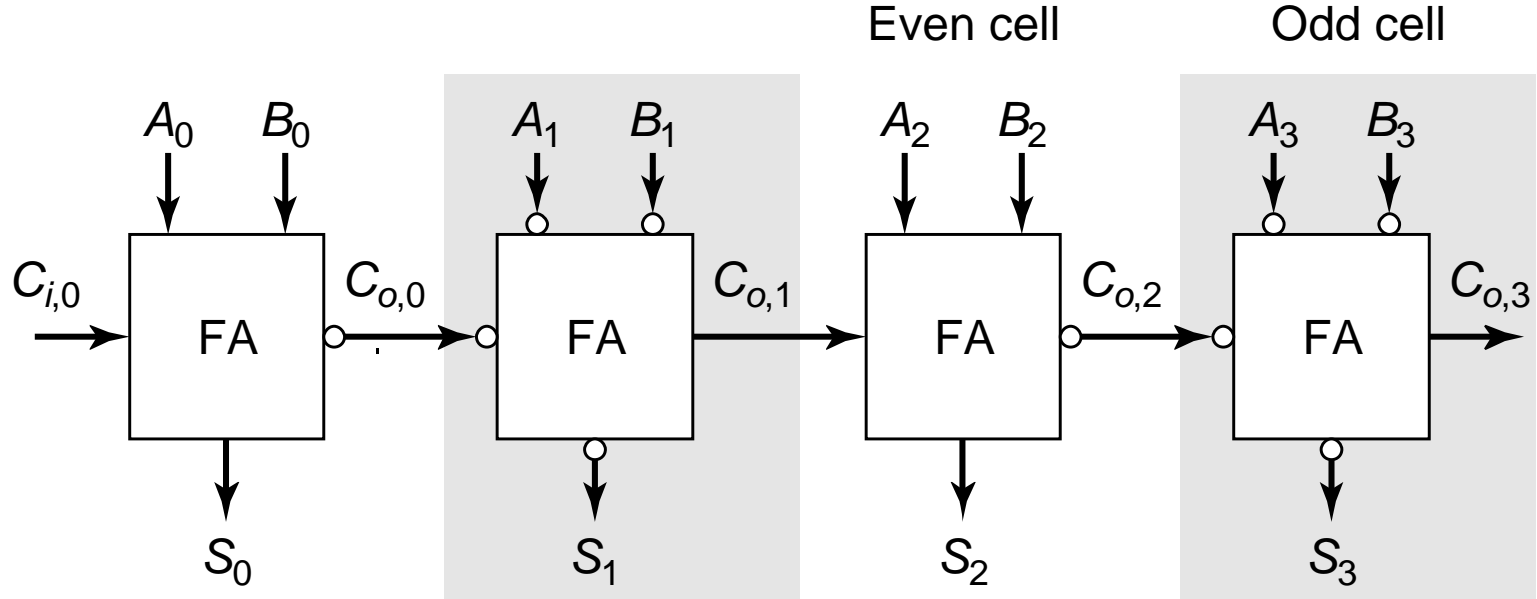 Even cell Odd cell
A0 B0 A1 B1 A2 B2 A3 B3
Ci,0 Co,0 Co,1 Co,2 Co,3
FA FA FA FA
S0 S1 S2 S3